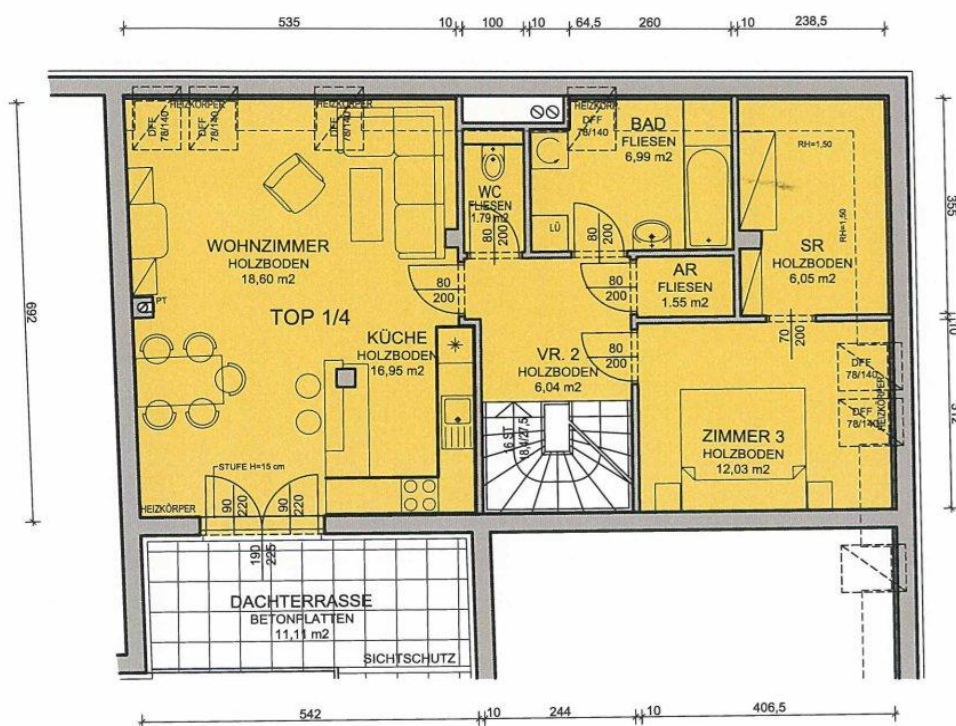 535
10
100
10
64,5
260
10
238,5
HEIZKÖRPER
DFF
78/140
DFF
78/140
HEIZKÖRPER
DFF
78/140
HEIZKÖRP.
DFF
78/140
BAD
FLIESEN
6,99 m2
RH=1,50
RH=1,50
355
WC
FLIESEN
1.79 m2
80
200
LÜ
80
200
WOHNZIMMER
HOLZBODEN
18,60 m2
SR
HOLZBODEN
6,05 m2
AR
FLIESEN
1.55 m2
80
200
80
200
PT
692
TOP 1/4
110
KÜCHE
HOLZBODEN
16,95 m2
80
200
70
200
VR. 2
HOLZBODEN
6,04 m2
DFF
78/140
DFF
78/140
HEIZKÖRPER
312
16 ST
18,4/27,5
ZIMMER 3
HOLZBODEN
12,03 m2
STUFE H=15 cm
90
220
90
220
HEIZKÖRPER
190
225
DACHTERRASSE
BETONPLATTEN
11,11 m2
SICHTSCHUTZ
542
10
244
10
406,5